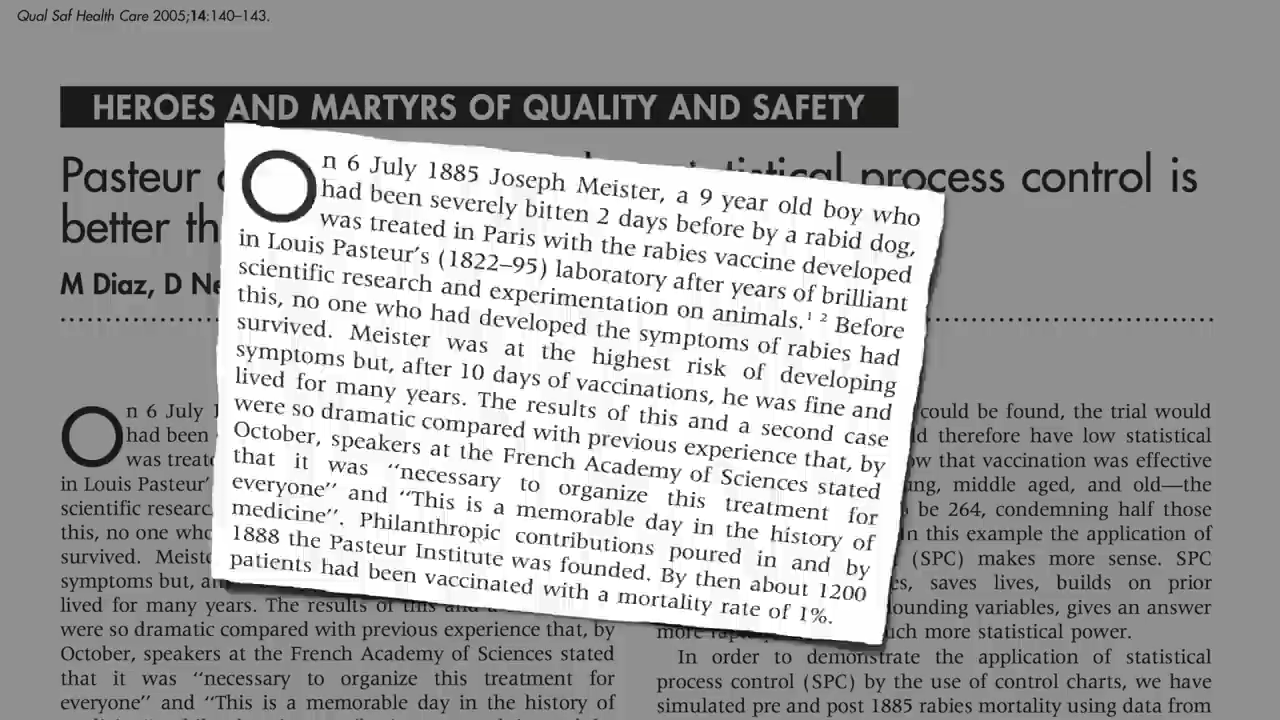 Qual Saf Health Care 2005;14:140–143.
HEROES AND MARTYRS OF QUALITY AND SAFETY
Pasteur statistical process control is
better
M Diaz, D
On 6 July 1885 Joseph Meister, a 9 year old boy who
had been severely bitten 2 days before by a rabid dog,
was treated in Paris with the rabies vaccine developed
in Louis Pasteur's (1822–95) laboratory after years of brilliant
scientific research and experimentation on animals.¹ ² Before
this, no one who had developed the symptoms of rabies had
survived. Meister was at the highest risk of developing
symptoms but, after 10 days of vaccinations, he was fine and
lived for many years. The results of this and a second case
were so dramatic compared with previous experience that, by
October, speakers at the French Academy of Sciences stated
that it was "necessary to organize this treatment for
everyone" and "This is a memorable day in the history of
medicine". Philanthropic contributions poured in and by
1888 the Pasteur Institute was founded. By then about 1200
patients had been vaccinated with a mortality rate of 1%.
On 6 July
had been
was
in Louis Pasteur'
scientific
this, no one
survived.
symptoms but,
lived for many years. The results of this and
were so dramatic compared with previous experience that, by
October, speakers at the French Academy of Sciences stated
that it was "necessary to organize this treatment for
everyone" and "This is a memorable day in the history of
could be found, the trial would
therefore have low statistical
that vaccination was effective
middle aged, and old—the
be 264, condemning half those
in this example the application of
(SPC) makes more sense. SPC
saves lives, builds on prior
variables, gives an answer
more much more statistical power.
In order to demonstrate the application of statistical
process control (SPC) by the use of control charts, we have
simulated pre and post 1885 rabies mortality using data from